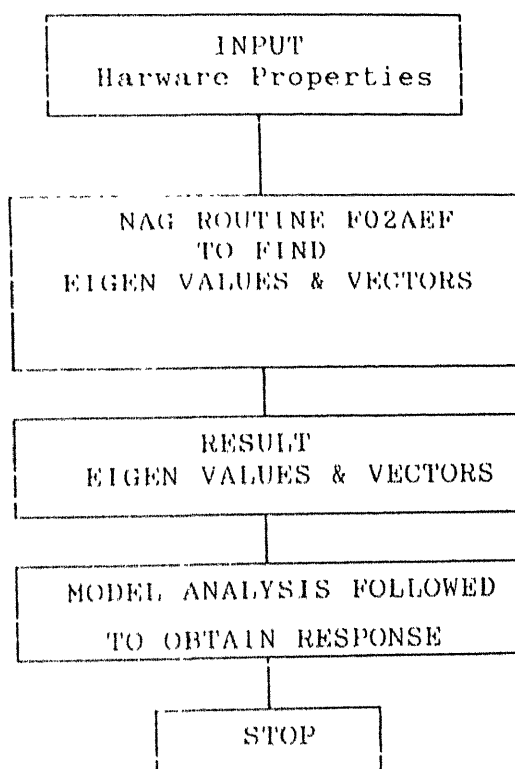 INPUT
Harware Properties
NAG ROUTINE F02AEF
TO FIND
EIGEN VALUES & VECTORS
RESULT
EIGEN VALUES & VECTORS
MODEL ANALYSIS FOLLOWED
TO OBTAIN RESPONSE
STOP